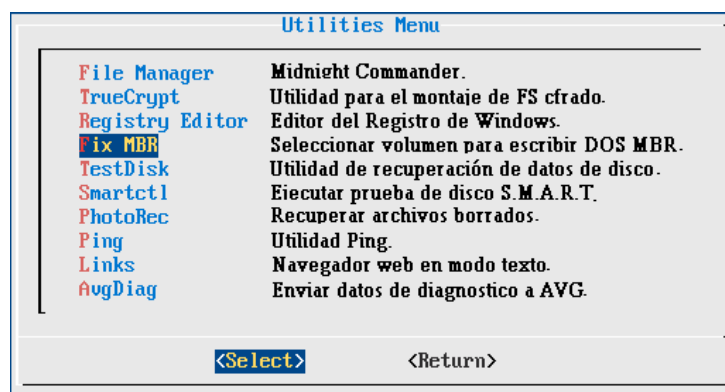 Utilities Menu
File Manager Midnight Commander.
TrueCrypt Utilidad para el montaje de FS cfrado.
Registry Editor Editor del Registro de Windows.
Fix MBR Seleccionar volumen para escribir DOS MBR.
TestDisk Utilidad de recuperación de datos de disco.
Smartctl Ejecutar prueba de disco S.M.A.R.T.
PhotoRec Recuperar archivos borrados.
Ping Utilidad Ping.
Links Navegador web en modo texto.
AvgDiag Enviar datos de diagnostico a AVG.
<Select> <Return>